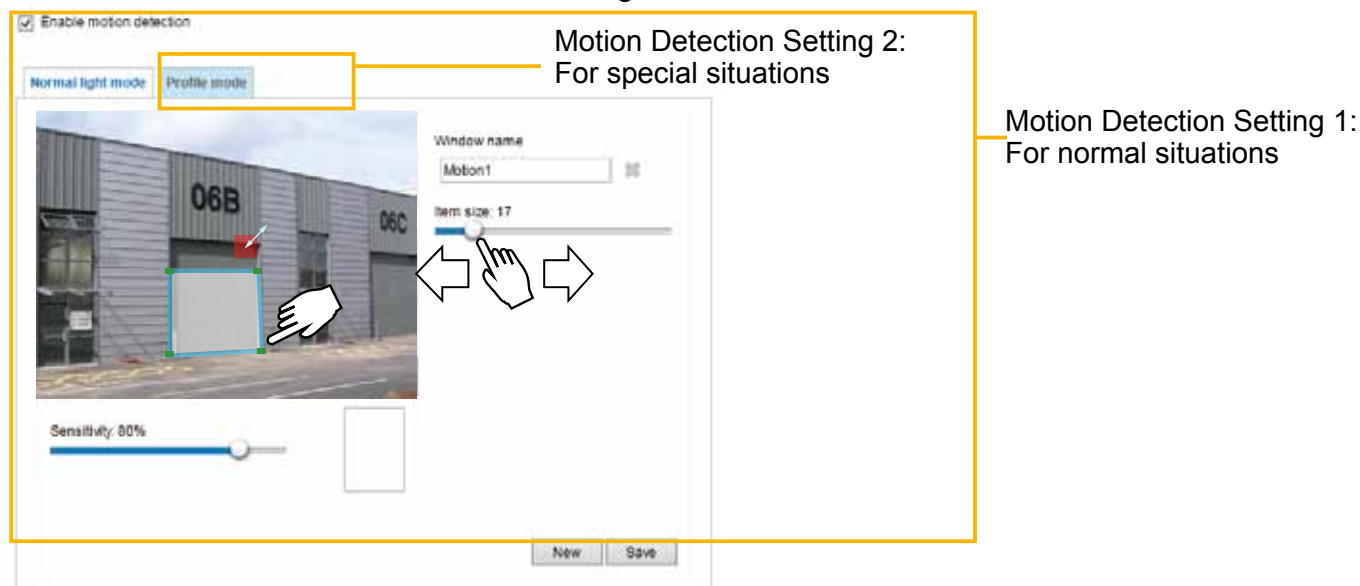 Enable motion detection
Motion Detection Setting 2:
For special situations
Normal light mode
Profile mode
Motion Detection Setting 1:
For normal situations
Window name
Motion1
Item size: 17
06B
06C
Sensitivity: 80%
New
Save